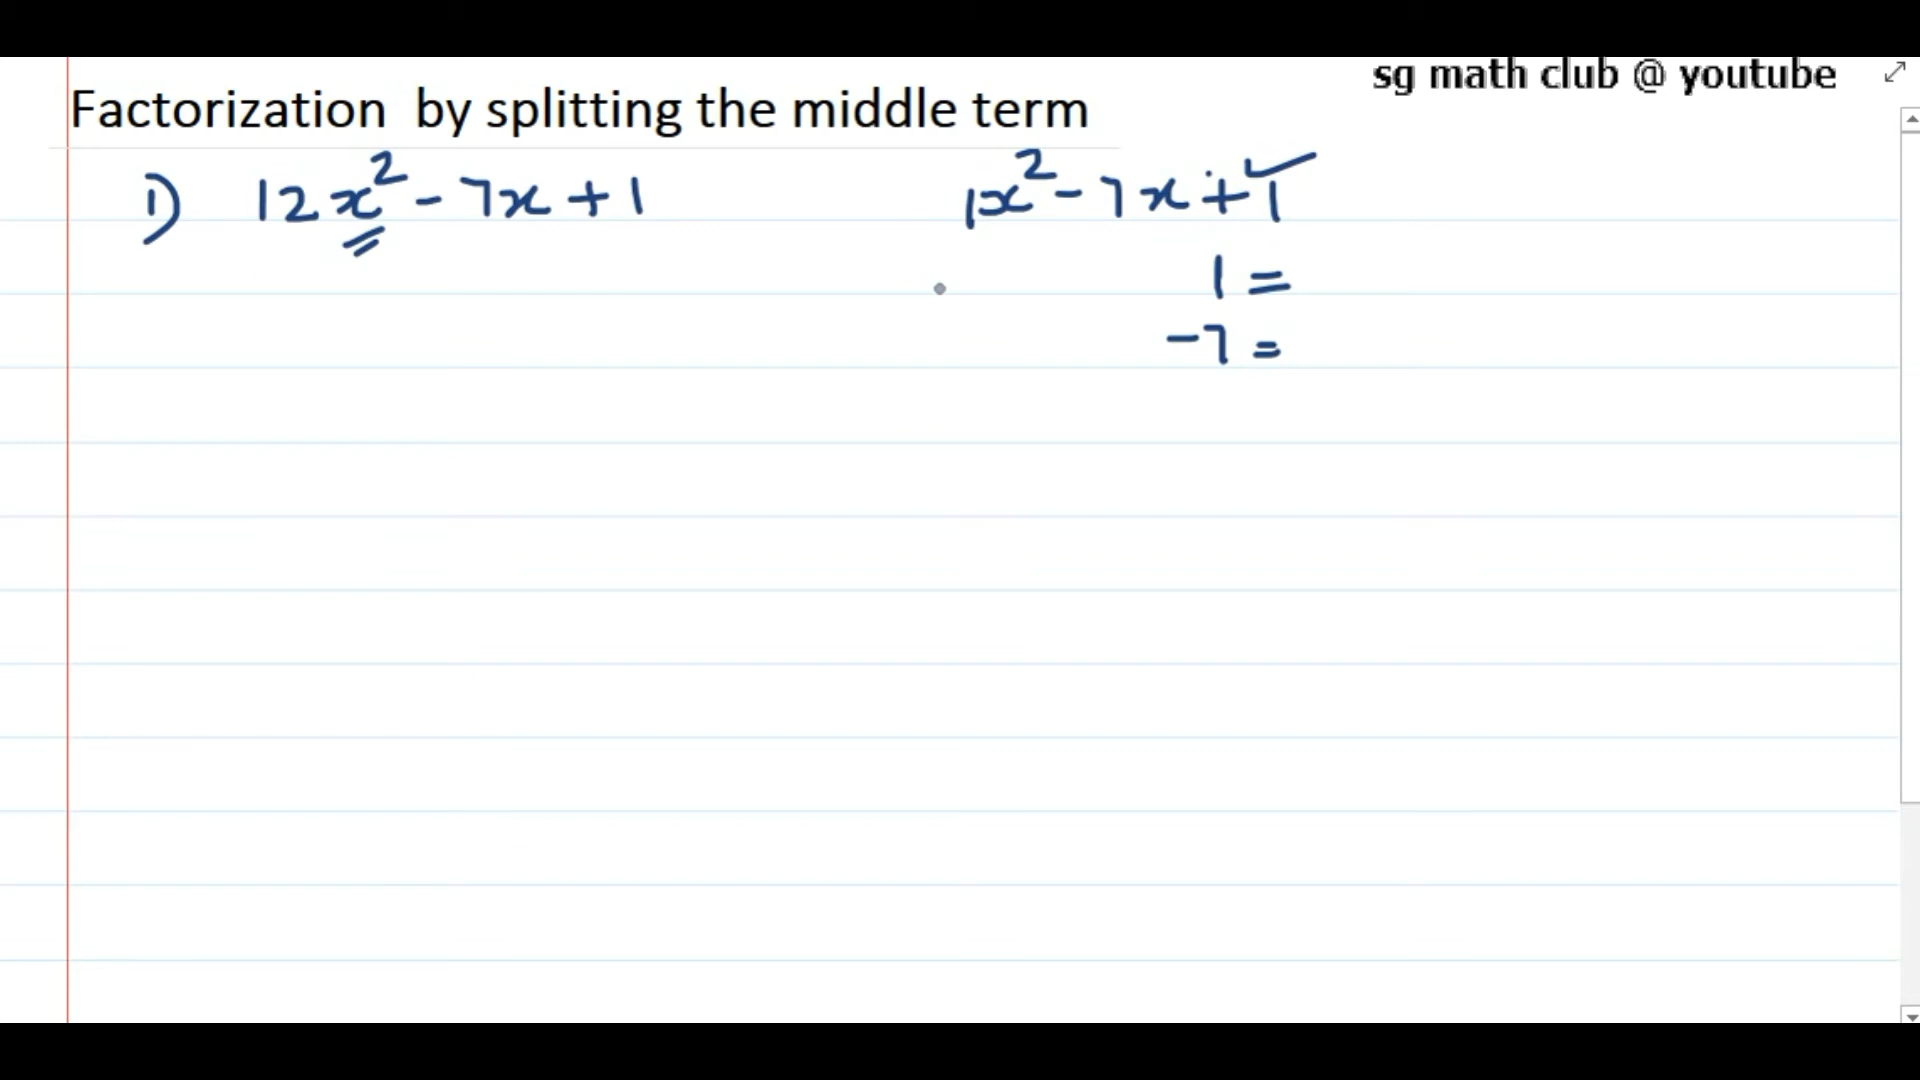 sg math club @ youtube
Factorization by splitting the middle term
1) 12x² - 7x + 1
1x² - 7x + 1
1 =
-7 =